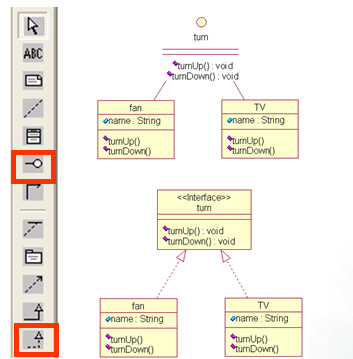 ABC
turn
turnUp() : void
turnDown() : void
fan
name : String
turnUp()
turnDown()
TV
name : String
turnUp()
turnDown()
<<Interface>>
turn
turnUp() : void
turnDown() : void
fan
name : String
turnUp()
turnDown()
TV
name : String
turnUp()
turnDown()